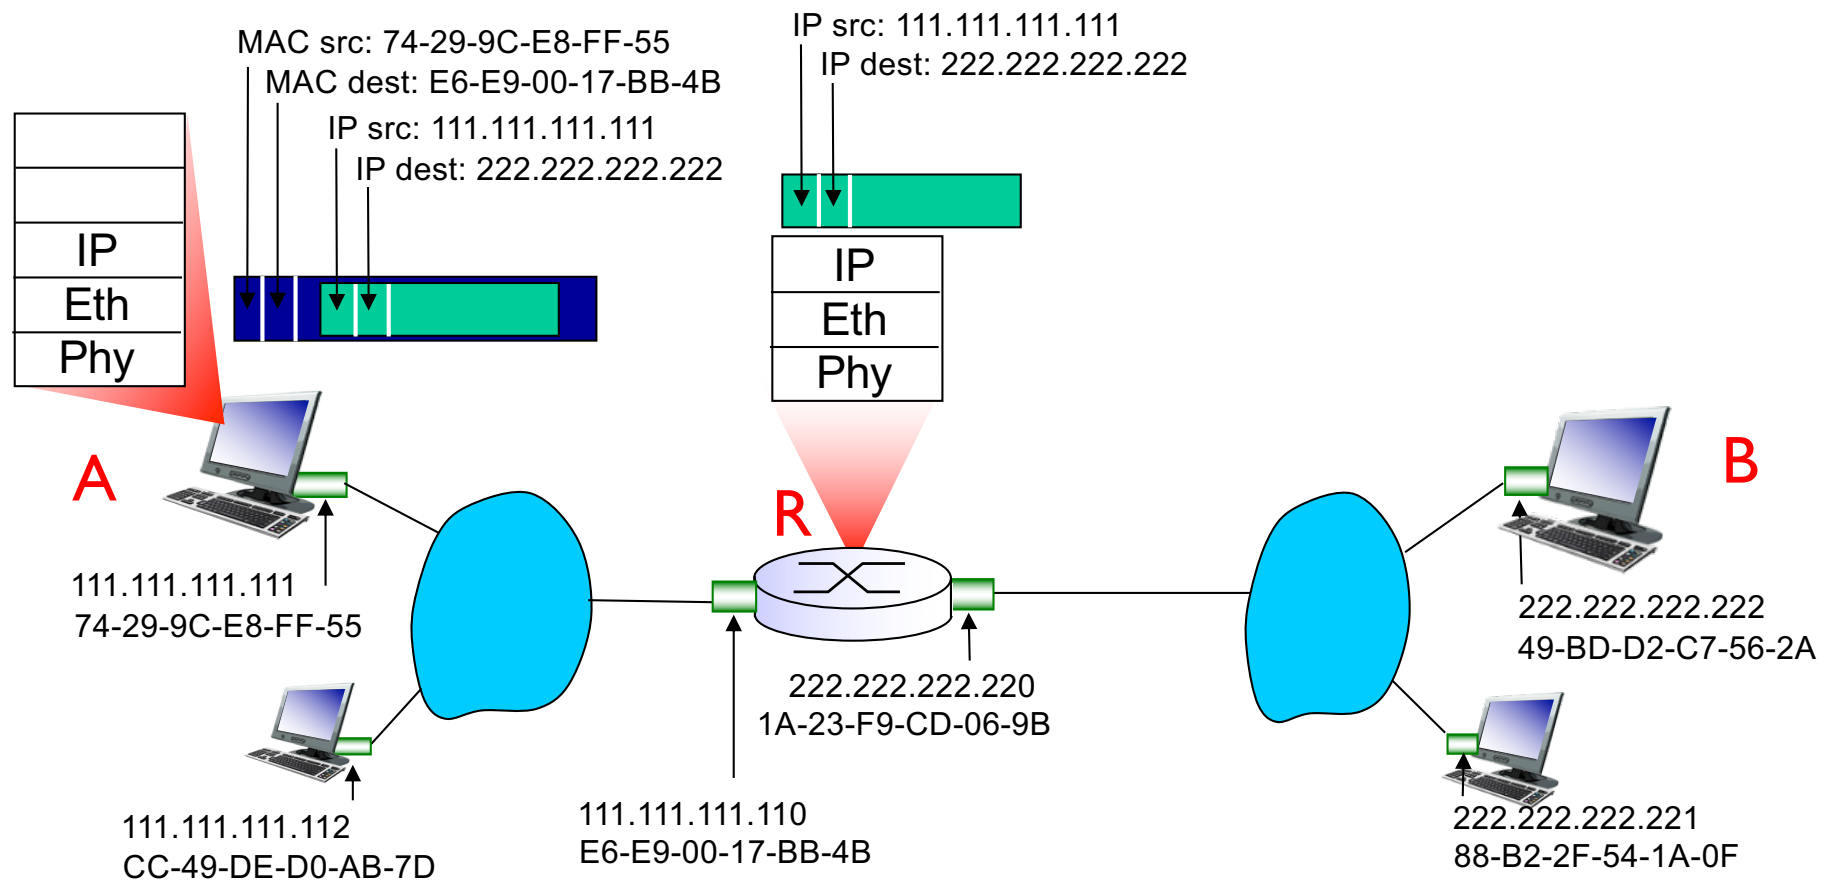 MAC src: 74-29-9C-E8-FF-55
MAC dest: E6-E9-00-17-BB-4B
IP src: 111.111.111.111
IP dest: 222.222.222.222
IP src: 111.111.111.111
IP dest: 222.222.222.222
IP
Eth
Phy
IP
Eth
Phy
A
R
B
111.111.111.111
74-29-9C-E8-FF-55
222.222.222.222
49-BD-D2-C7-56-2A
222.222.222.220
1A-23-F9-CD-06-9B
111.111.111.112
CC-49-DE-D0-AB-7D
111.111.111.110
E6-E9-00-17-BB-4B
222.222.222.221
88-B2-2F-54-1A-0F